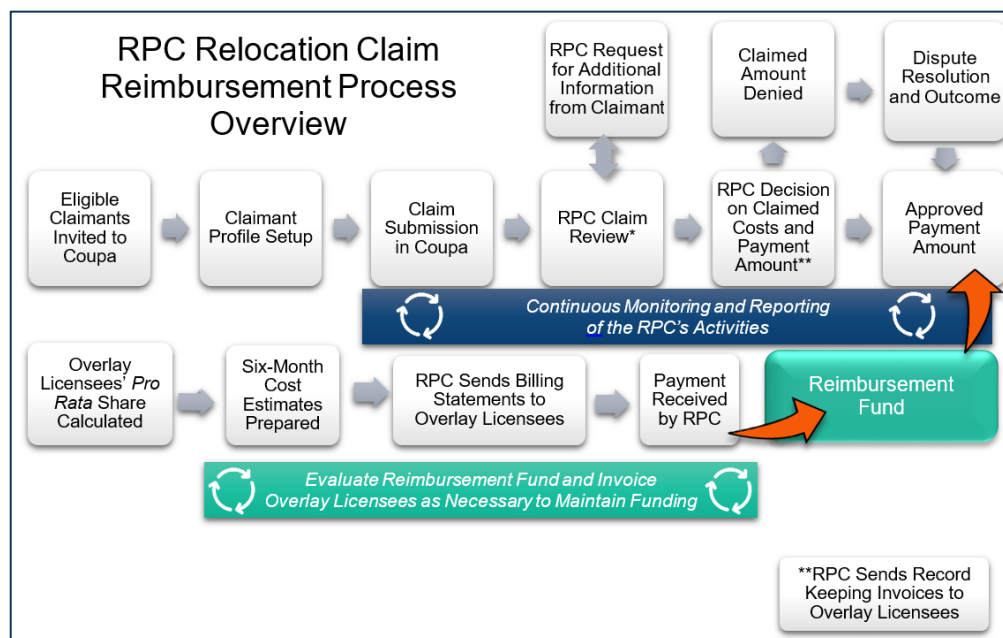 RPC Relocation Claim
Reimbursement Process
Overview
RPC Request
for Additional
Information
from Claimant
Claimed
Amount
Denied
Dispute
Resolution
and Outcome
Eligible
Claimants
Invited to
Coupa
Claimant
Profile Setup
Claim
Submission
in Coupa
RPC Claim
Review*
RPC Decision
on Claimed
Costs and
Payment
Amount**
Approved
Payment
Amount
Continuous Monitoring and Reporting
of the RPC's Activities
Overlay
Licensees' Pro
Rata Share
Calculated
Six-Month
Cost
Estimates
Prepared
RPC Sends Billing
Statements to
Overlay Licensees
Payment
Received
by RPC
Reimbursement
Fund
Evaluate Reimbursement Fund and Invoice
Overlay Licensees as Necessary to Maintain Funding
**RPC Sends Record
Keeping Invoices to
Overlay Licensees